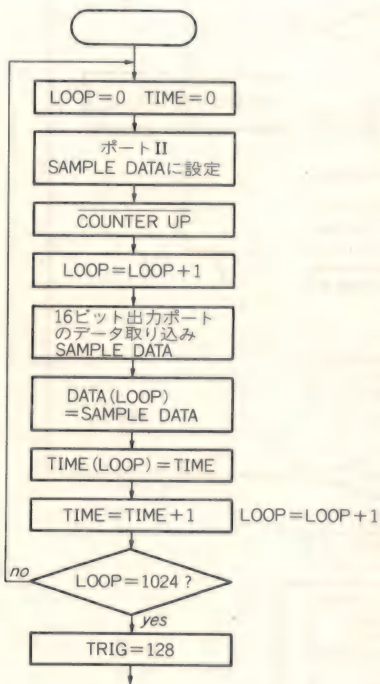 LOOP=0 TIME=0
ポートII
SAMPLE DATAに設定
COUNTER UP
LOOP=LOOP+1
16ビット出力ポート
のデータ取り込み
SAMPLE DATA
DATA(LOOP)
=SAMPLE DATA
TIME(LOOP)=TIME
TIME=TIME+1 LOOP=LOOP+1
no
LOOP=1024 ?
yes
TRIG=128